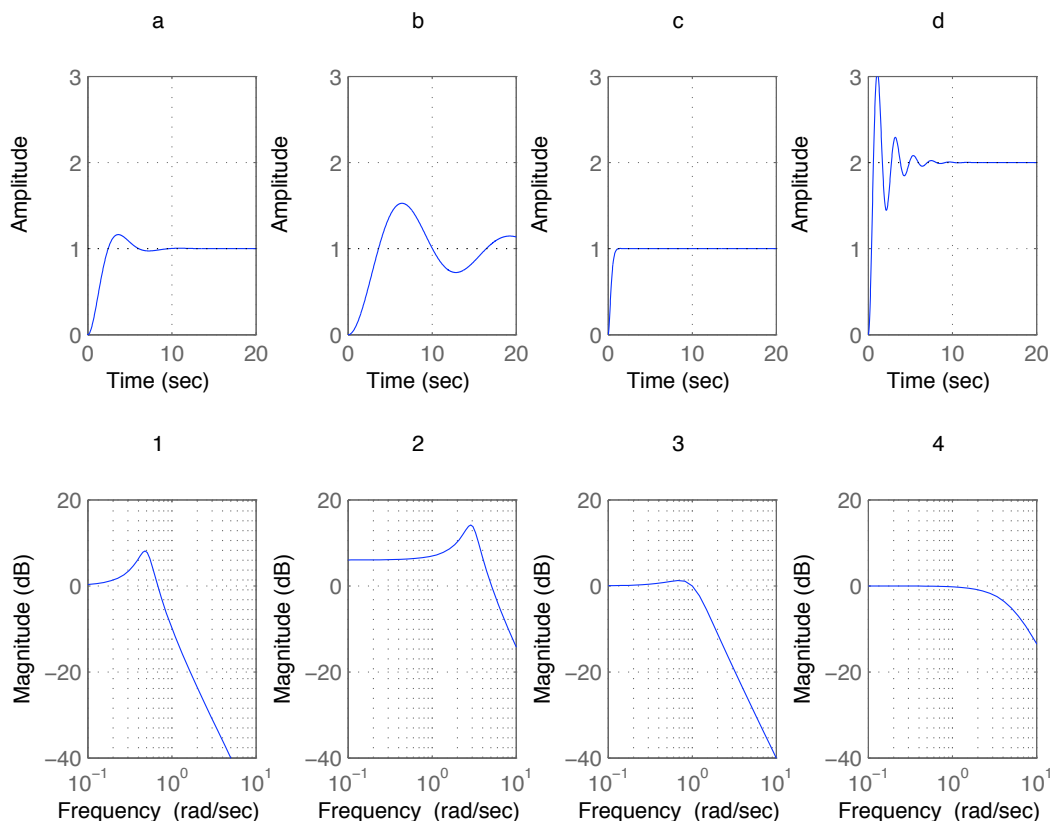 a b c d
3 3 3 3
2 2 2 2
1 1 1 1
0 0 0 0
Amplitude Amplitude Amplitude Amplitude
0 10 20 0 10 20 0 10 20 0 10 20
Time (sec) Time (sec) Time (sec) Time (sec)
1 2 3 4
20 20 20 20
0 0 0 0
−20 −20 −20 −20
−40 −40 −40 −40
Magnitude (dB) Magnitude (dB) Magnitude (dB) Magnitude (dB)
10⁻¹ 10⁰ 10¹ 10⁻¹ 10⁰ 10¹ 10⁻¹ 10⁰ 10¹ 10⁻¹ 10⁰ 10¹
Frequency (rad/sec) Frequency (rad/sec) Frequency (rad/sec) Frequency (rad/sec)